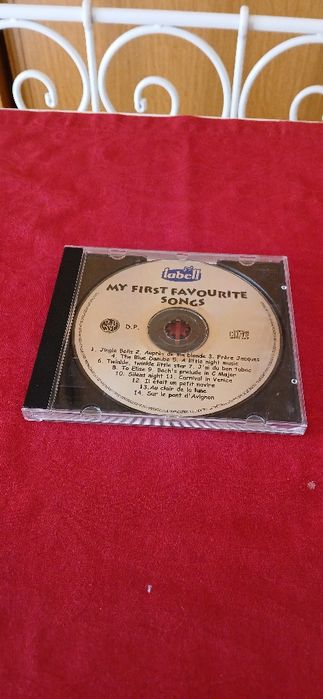 labell
MY FIRST FAVOURITE
SONGS
D.P.
1. Jingle Bells 2. Auprès de ma blonde 3. Frère Jacques
4. The Blue Danube 5. A little night music
6. Twinkle, twinkle little star 7. J'ai du bon tabac
8. To Elise 9. Bach's prelude in C Major
10. Silent night 11. Carnival in Venice
12. Il était un petit navire
13. Au clair de la lune
14. Sur le pont d'Avignon